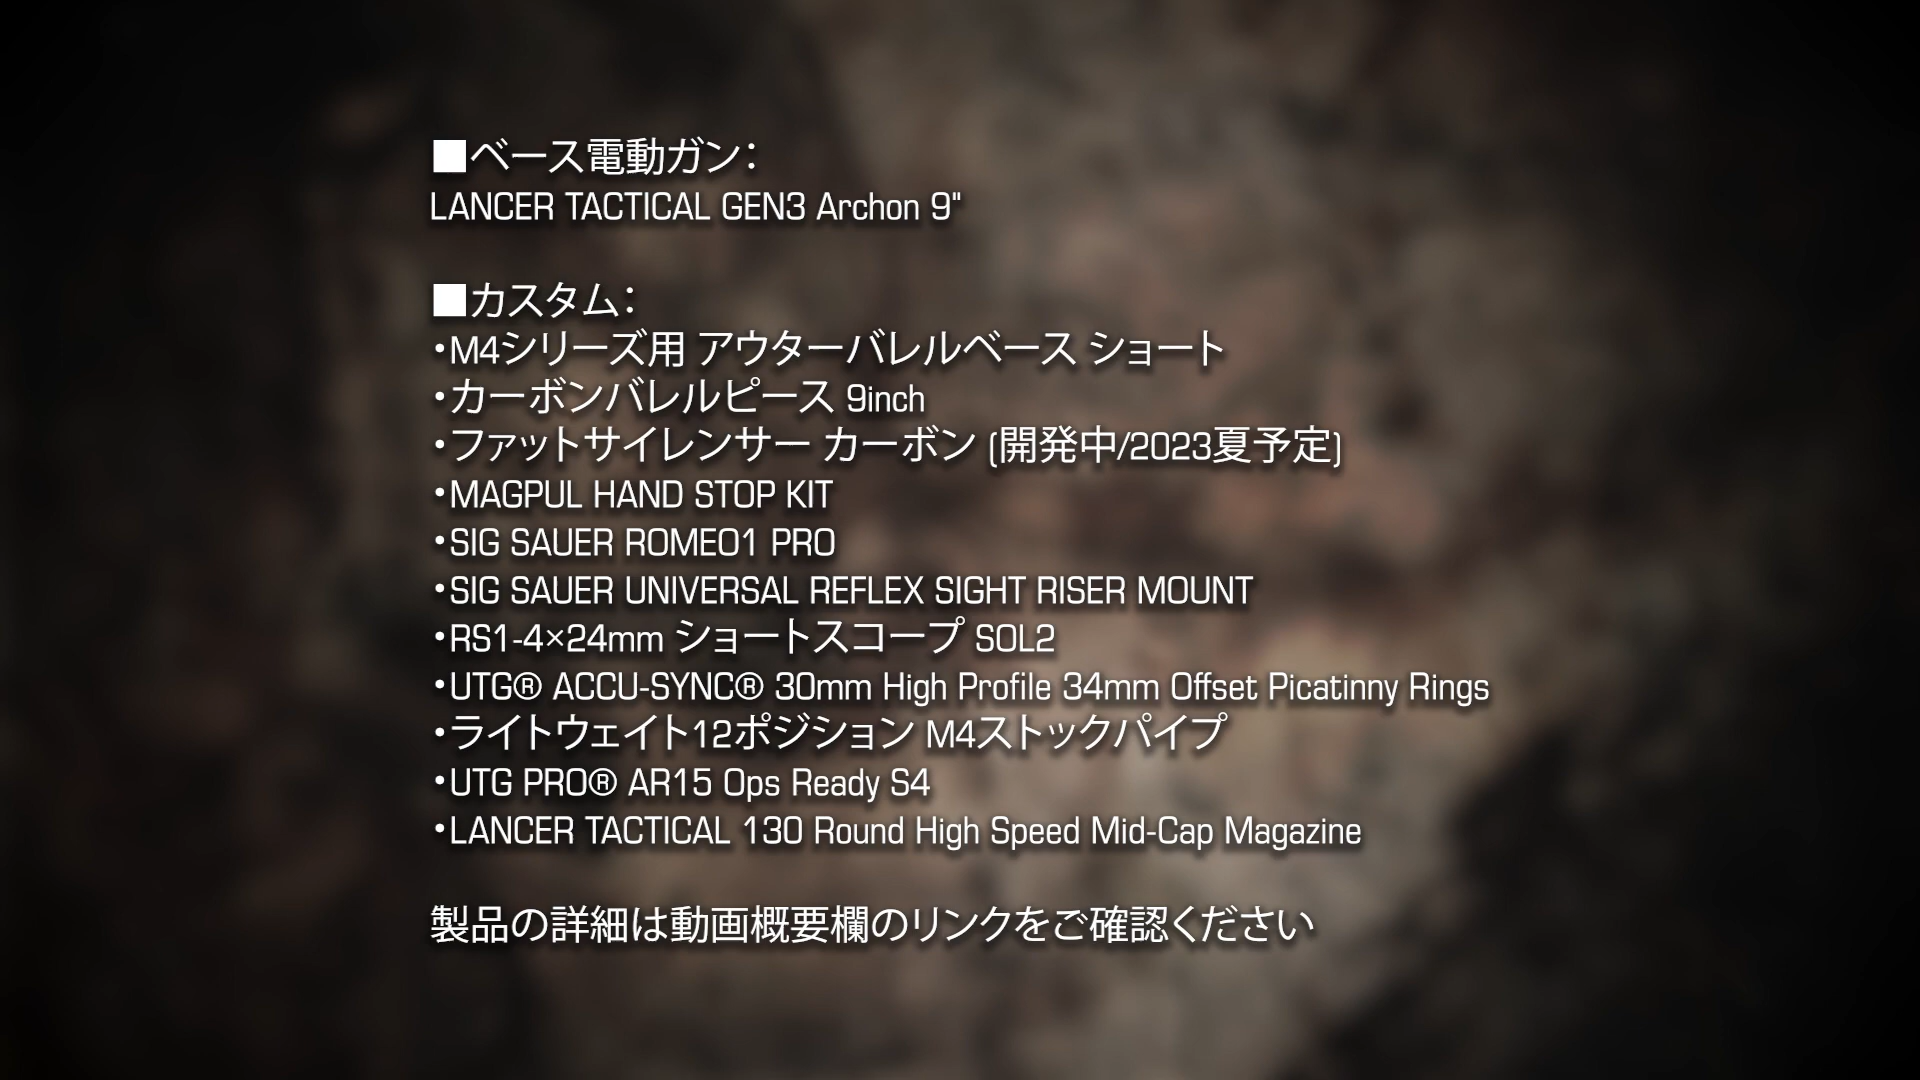 ■ベース電動ガン：
LANCER TACTICAL GEN3 Archon 9"
■カスタム：
・M4シリーズ用 アウターバレルベース ショート
・カーボンバレルピース 9inch
・ファットサイレンサー カーボン (開発中/2023夏予定)
・MAGPUL HAND STOP KIT
・SIG SAUER ROMEO1 PRO
・SIG SAUER UNIVERSAL REFLEX SIGHT RISER MOUNT
・RS1-4×24mm ショートスコープ SOL2
・UTG® ACCU-SYNC® 30mm High Profile 34mm Offset Picatinny Rings
・ライトウェイト12ポジション M4ストックパイプ
・UTG PRO® AR15 Ops Ready S4
・LANCER TACTICAL 130 Round High Speed Mid-Cap Magazine
製品の詳細は動画概要欄のリンクをご確認ください